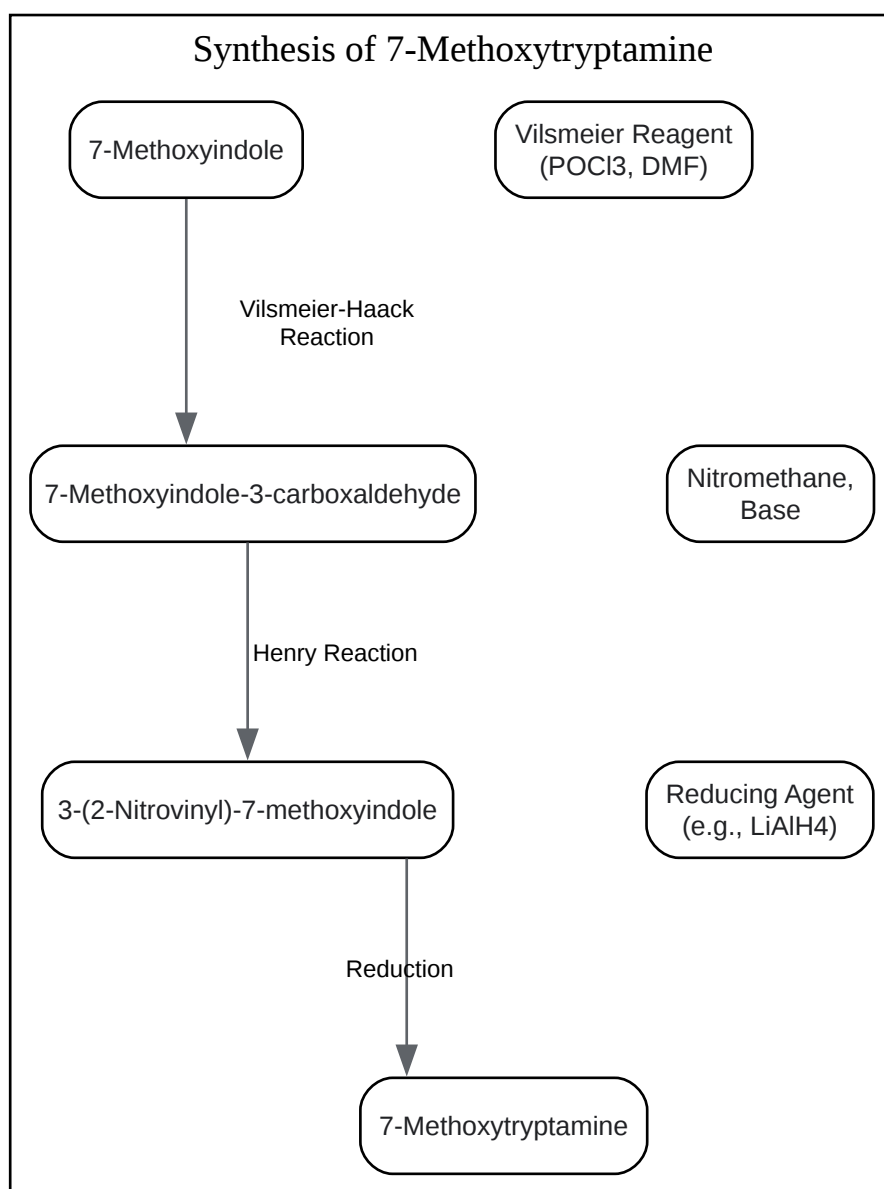 Synthesis of 7-Methoxytryptamine
7-Methoxyindole
Vilsmeier Reagent
(POCl3, DMF)
Vilsmeier-Haack
Reaction
7-Methoxyindole-3-carboxaldehyde
Nitromethane,
Base
Henry Reaction
3-(2-Nitrovinyl)-7-methoxyindole
Reducing Agent
(e.g., LiAlH4)
Reduction
7-Methoxytryptamine